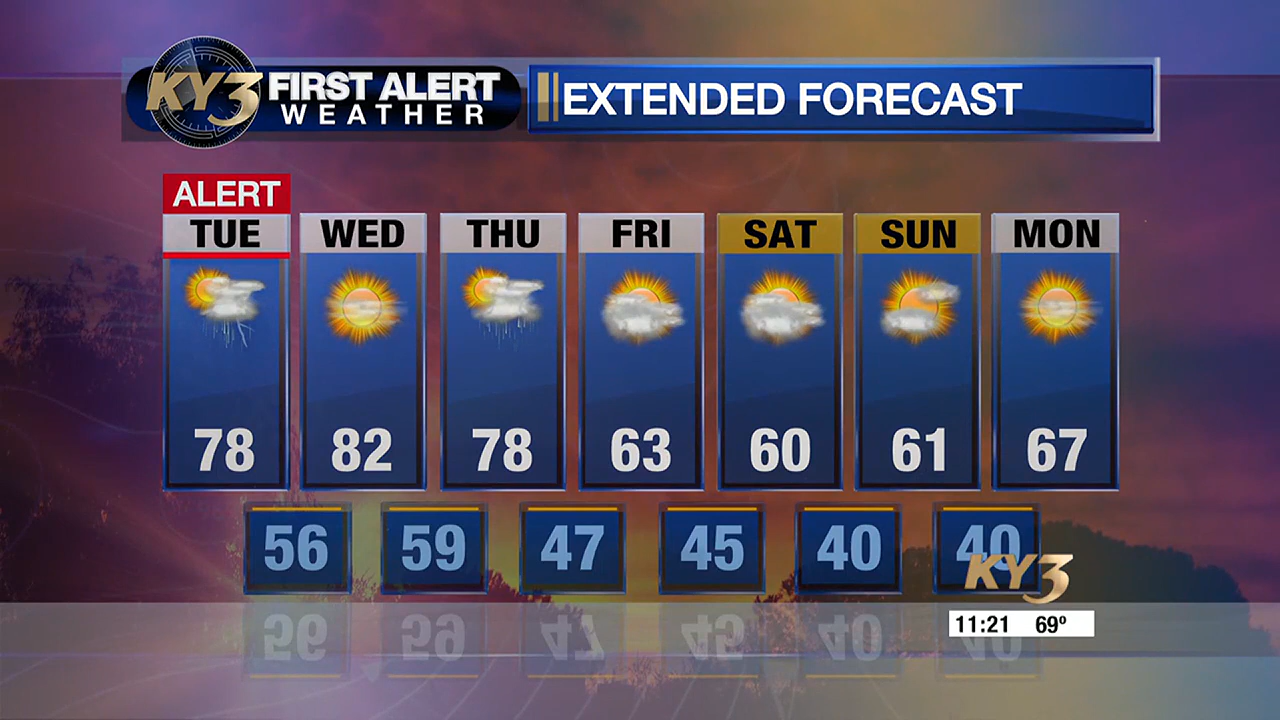 KY3 FIRST ALERT
WEATHER
EXTENDED FORECAST
ALERT
TUE WED THU FRI SAT SUN MON
78 82 78 63 60 61 67
56 59 47 45 40 40
KY3
11:21 69º